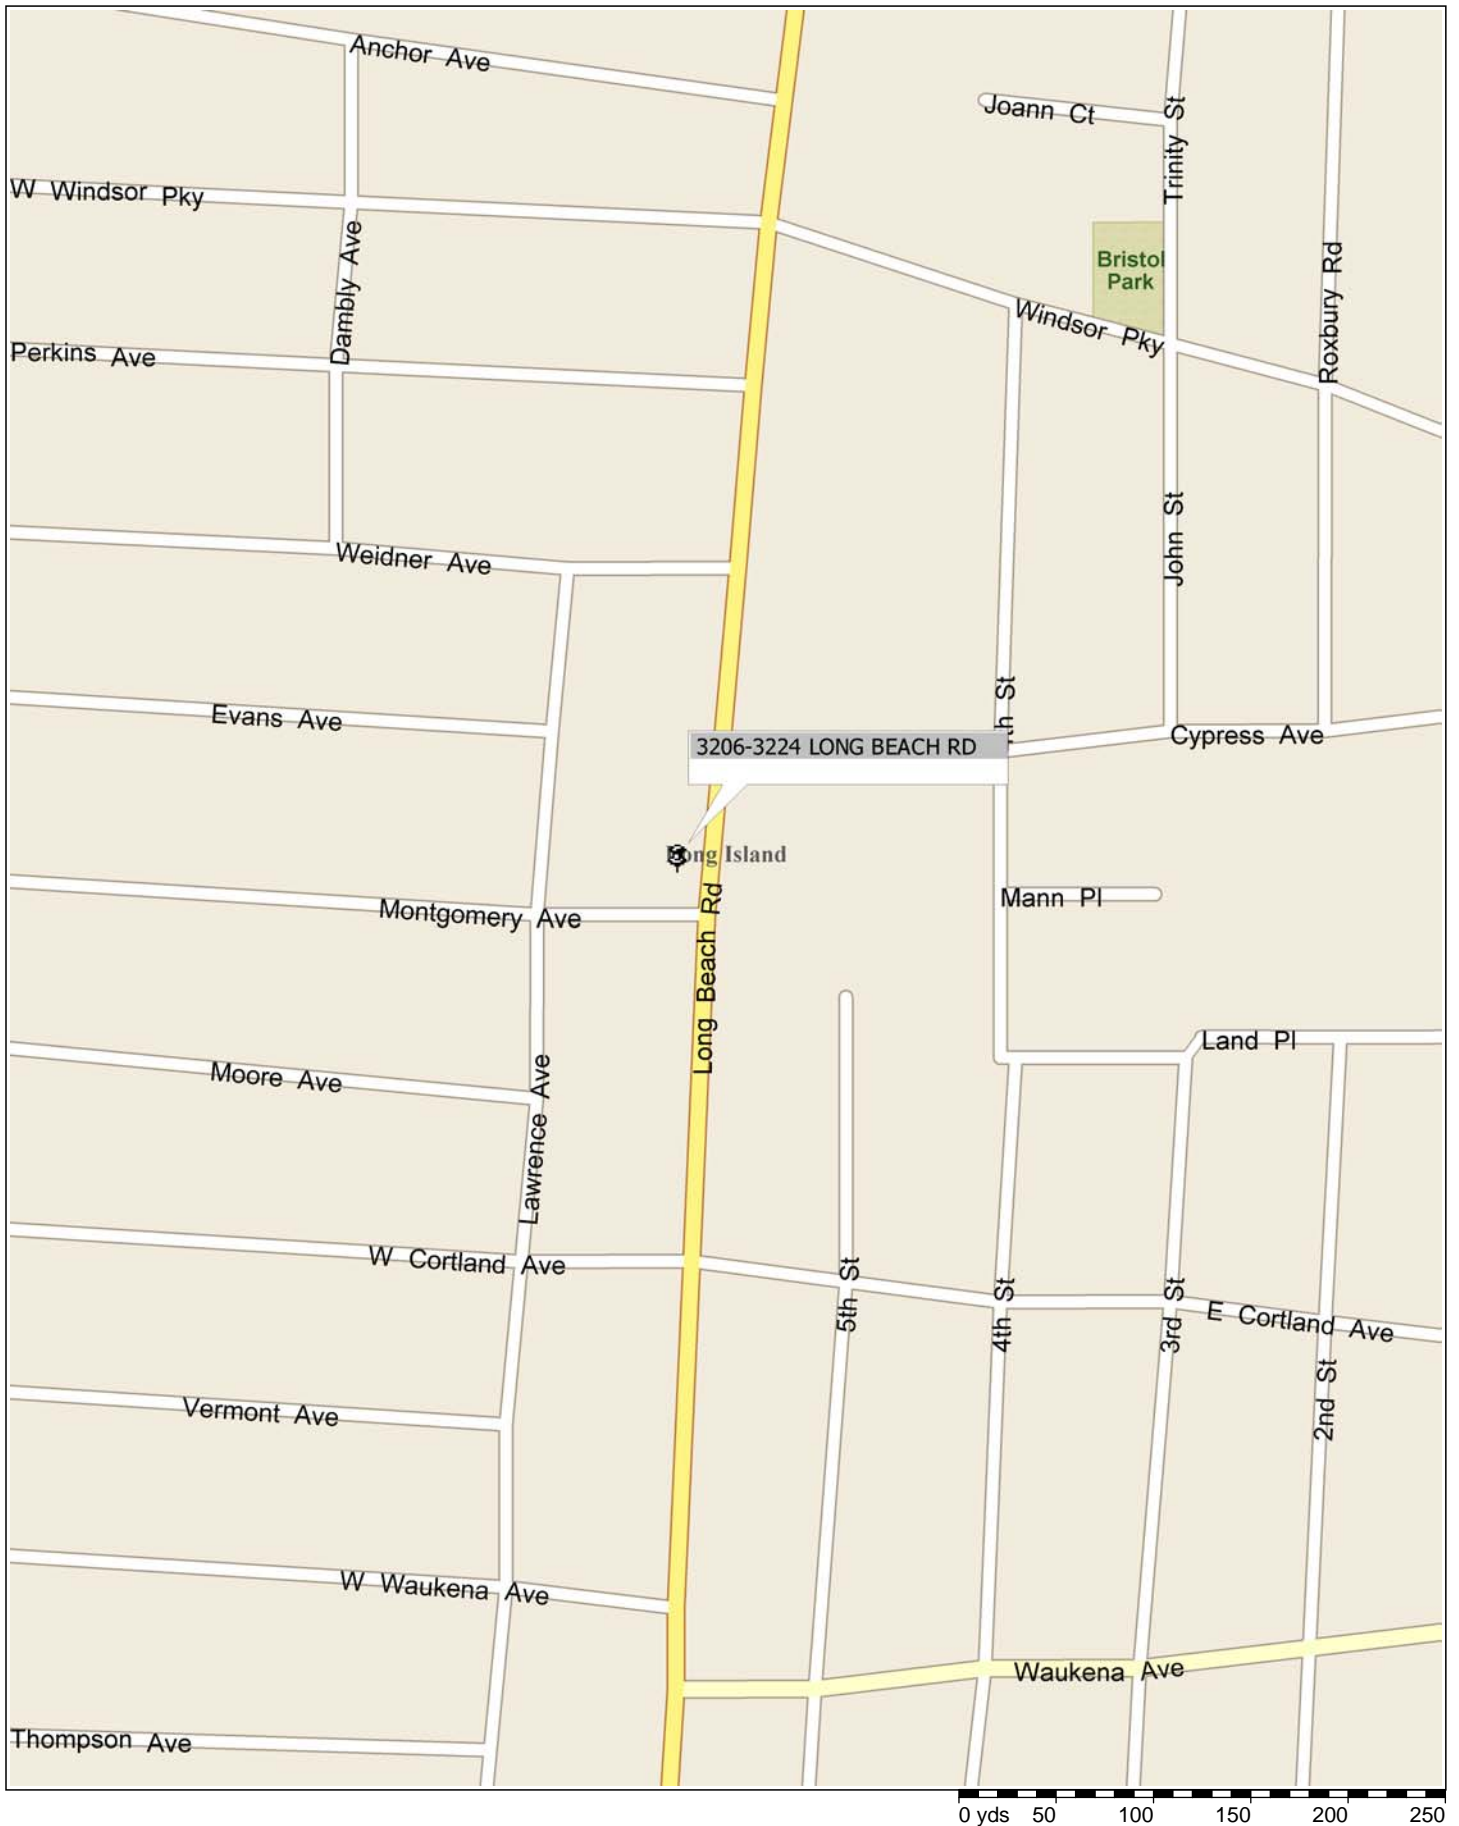 Anchor Ave
Joann Ct
Trinity St
W Windsor Pky
Dambly Ave
Bristol
Park
Roxbury Rd
Windsor Pky
Perkins Ave
John St
Weidner Ave
St
Evans Ave
Cypress Ave
3206-3224 LONG BEACH RD
Long Island
Mann Pl
Montgomery Ave
Long Beach Rd
Land Pl
Moore Ave
Lawrence Ave
W Cortland Ave
5th St
4th St
3rd St
E Cortland Ave
2nd St
Vermont Ave
W Waukena Ave
Waukena Ave
Thompson Ave
0 yds 50 100 150 200 250